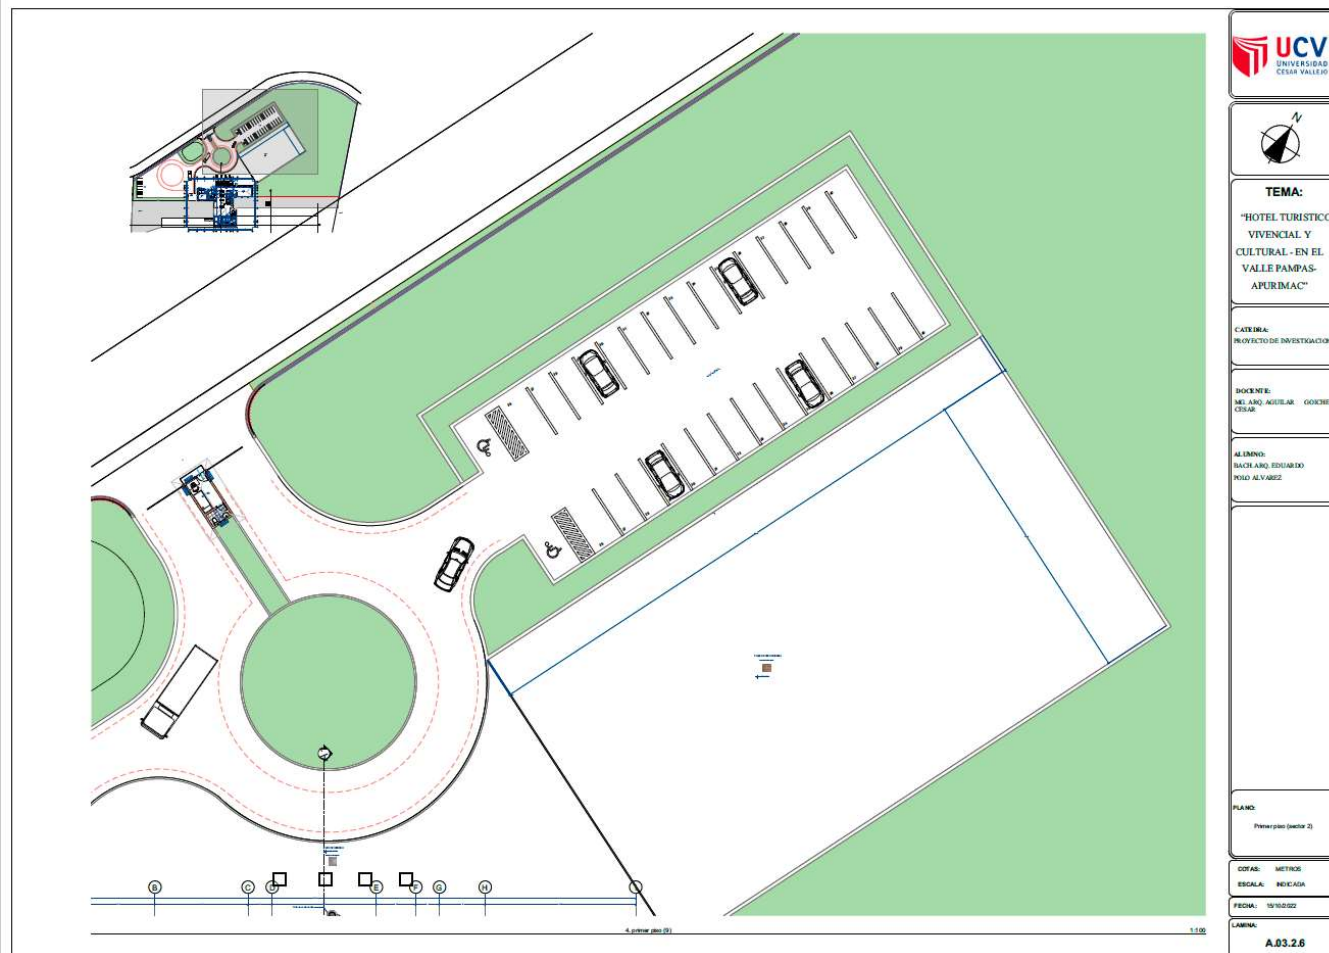 UCV
UNIVERSIDAD
CÉSAR VALLEJO
N
TEMA:
"HOTEL TURISTICO
VIVENCIAL Y
CULTURAL - EN EL
VALLE PAMPAS-
APURIMAC"
CATEDRA:
PROYECTO DE INVESTIGACION
DOCENTE:
MG. ARQ. AGUILAR GOICHE
CÉSAR
ALUMNO:
BACH. ARQ. EDUARDO
POLO ALVAREZ
PLANO:
Primer piso (sector 2)
COTAS: METROS
ESCALA: INDICADA
FECHA: 15/10/2022
LAMINA:
A.03.2.6
B
C
D
E
F
G
H
4. primer piso (9)
1:100